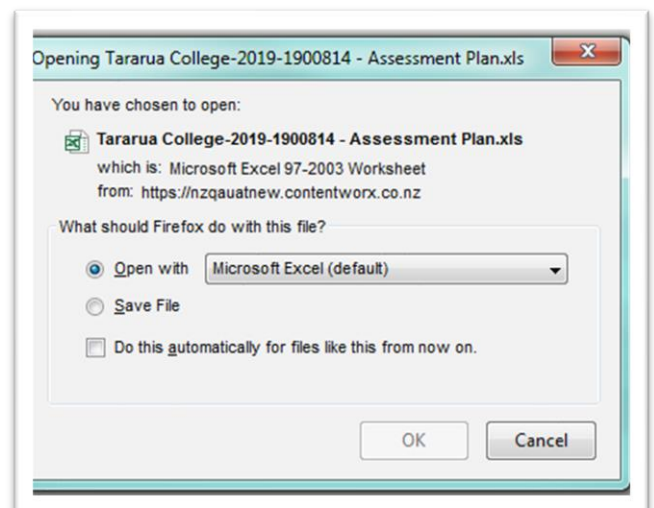 Opening Tararua College-2019-1900814 - Assessment Plan.xls
You have chosen to open:
Tararua College-2019-1900814 - Assessment Plan.xls
which is: Microsoft Excel 97-2003 Worksheet
from: https://nzqauatnew.contentworx.co.nz
What should Firefox do with this file?
Open with Microsoft Excel (default)
Save File
Do this automatically for files like this from now on.
OK Cancel